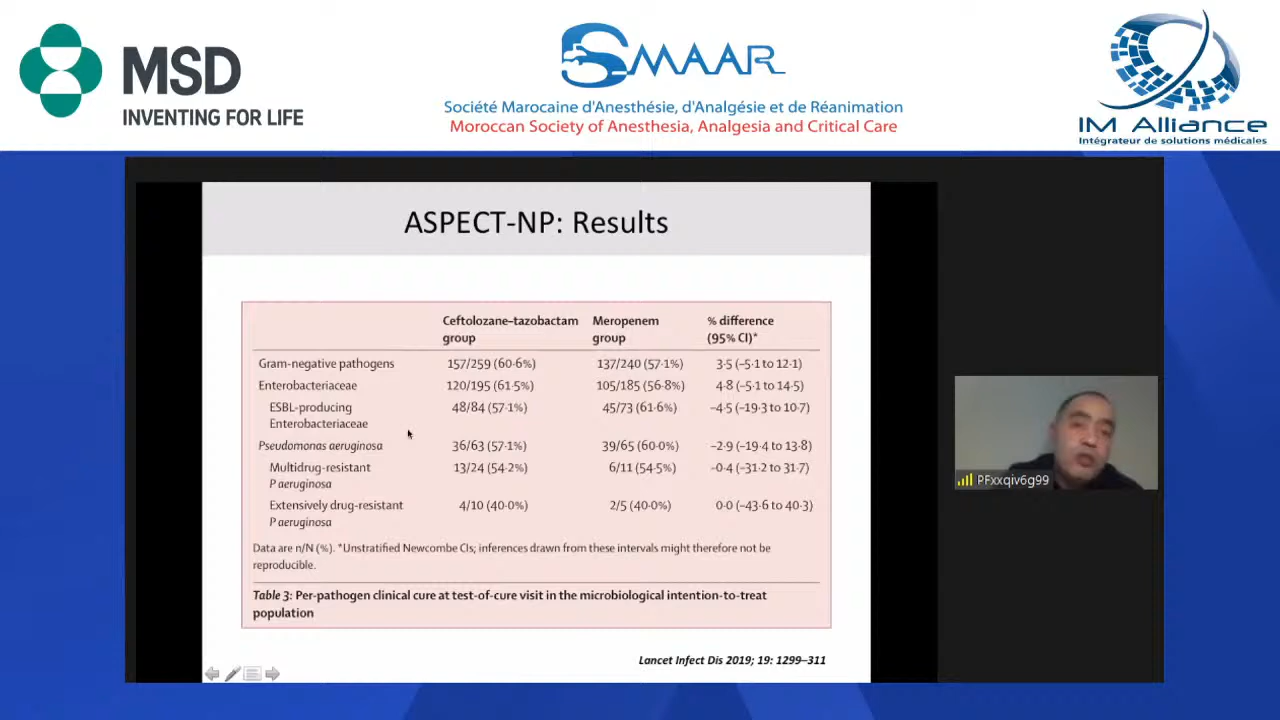 MSD
INVENTING FOR LIFE
SMAAR
Société Marocaine d'Anesthésie, d'Analgésie et de Réanimation
Moroccan Society of Anesthesia, Analgesia and Critical Care
IM Alliance
Intégrateur de solutions médicales
ASPECT-NP: Results
Ceftolozane–tazobactam group Meropenem group % difference (95% CI)*
Gram-negative pathogens 157/259 (60·6%) 137/240 (57·1%) 3·5 (–5·1 to 12·1)
Enterobacteriaceae 120/195 (61·5%) 105/185 (56·8%) 4·8 (–5·1 to 14·5)
ESBL-producing Enterobacteriaceae 48/84 (57·1%) 45/73 (61·6%) –4·5 (–19·3 to 10·7)
Pseudomonas aeruginosa 36/63 (57·1%) 39/65 (60·0%) –2·9 (–19·4 to 13·8)
Multidrug-resistant P aeruginosa 13/24 (54·2%) 6/11 (54·5%) –0·4 (–31·2 to 31·7)
Extensively drug-resistant P aeruginosa 4/10 (40·0%) 2/5 (40·0%) 0·0 (–43·6 to 40·3)
Data are n/N (%). *Unstratified Newcombe CIs; inferences drawn from these intervals might therefore not be
reproducible.
Table 3: Per-pathogen clinical cure at test-of-cure visit in the microbiological intention-to-treat
population
Lancet Infect Dis 2019; 19: 1299–311
PFxxqiv6g99